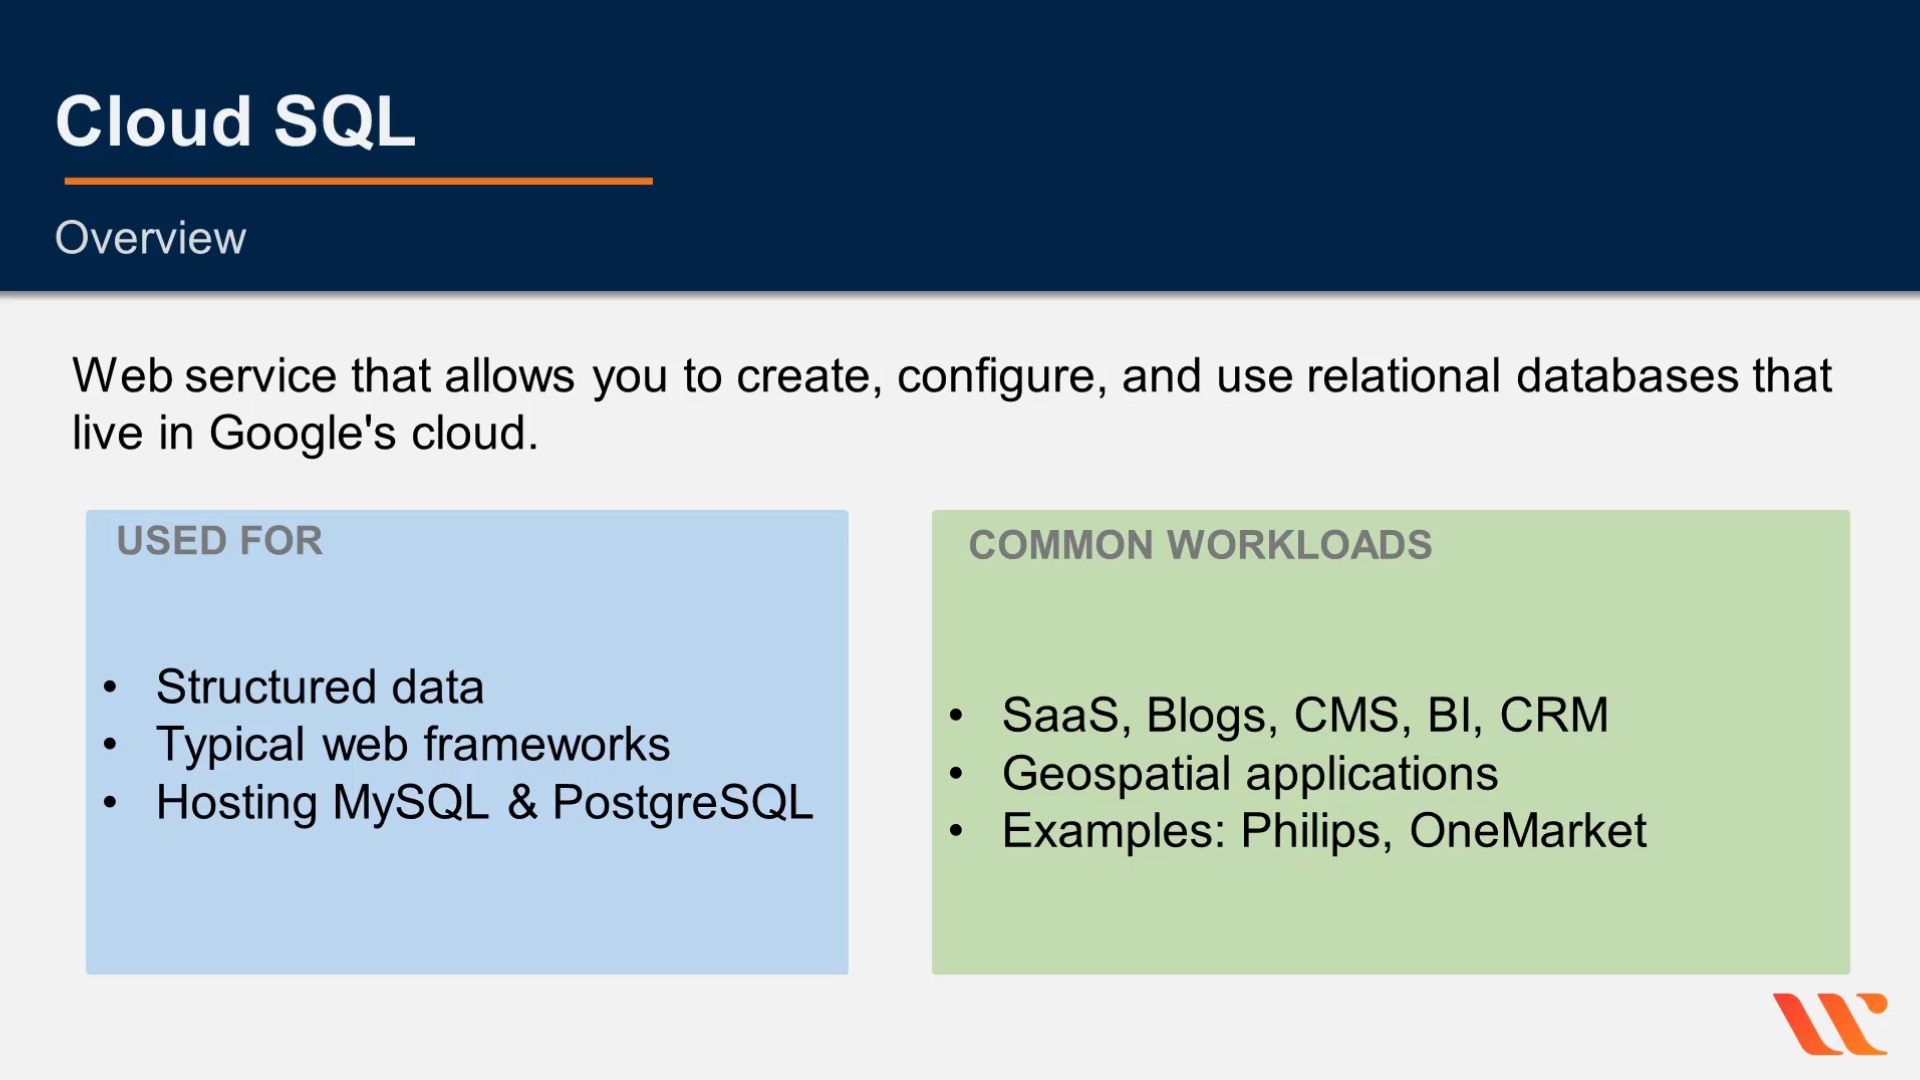 Cloud SQL
Overview
Web service that allows you to create, configure, and use relational databases that
live in Google's cloud.
USED FOR
• Structured data
• Typical web frameworks
• Hosting MySQL & PostgreSQL
COMMON WORKLOADS
• SaaS, Blogs, CMS, BI, CRM
• Geospatial applications
• Examples: Philips, OneMarket